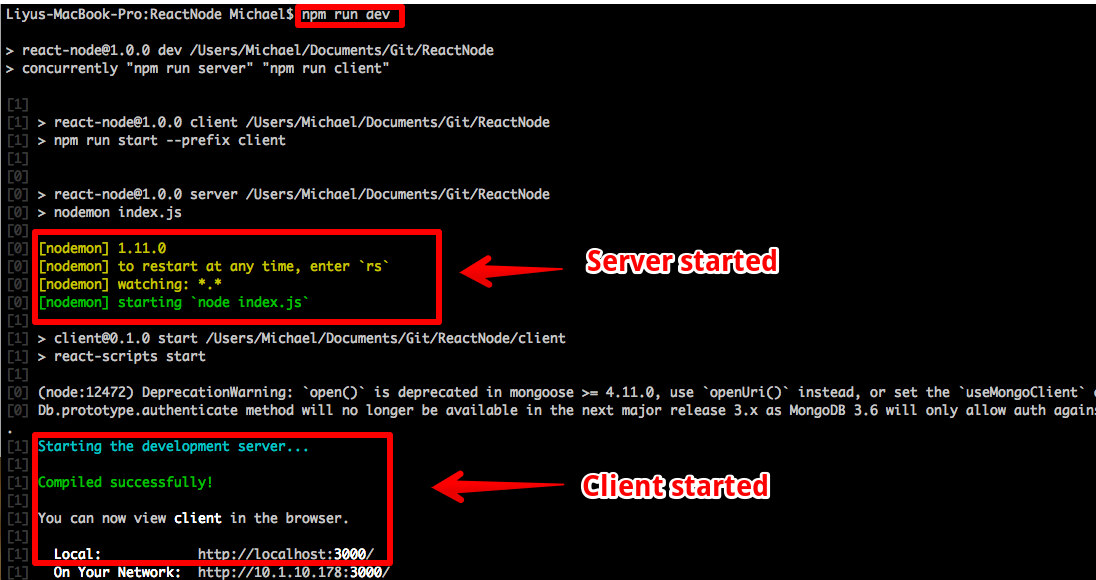 Liyus-MacBook-Pro:ReactNode Michael$ npm run dev
> react-node@1.0.0 dev /Users/Michael/Documents/Git/ReactNode
> concurrently "npm run server" "npm run client"
[1]
[1] > react-node@1.0.0 client /Users/Michael/Documents/Git/ReactNode
[1] > npm run start --prefix client
[1]
[0]
[0] > react-node@1.0.0 server /Users/Michael/Documents/Git/ReactNode
[0] > nodemon index.js
[0]
[0] [nodemon] 1.11.0
[0] [nodemon] to restart at any time, enter `rs`
Server started
[0] [nodemon] watching: *.*
[0] [nodemon] starting `node index.js`
[1]
[1] > client@0.1.0 start /Users/Michael/Documents/Git/ReactNode/client
[1] > react-scripts start
[1]
[0] (node:12472) DeprecationWarning: `open()` is deprecated in mongoose >= 4.11.0, use `openUri()` instead, or set the `useMongoClient`
[0] Db.prototype.authenticate method will no longer be available in the next major release 3.x as MongoDB 3.6 will only allow auth
.
[1] Starting the development server...
[1]
[1] Compiled successfully!
Client started
[1]
[1] You can now view client in the browser.
[1]
[1] Local: http://localhost:3000/
[1] On Your Network: http://10.1.10.178:3000/